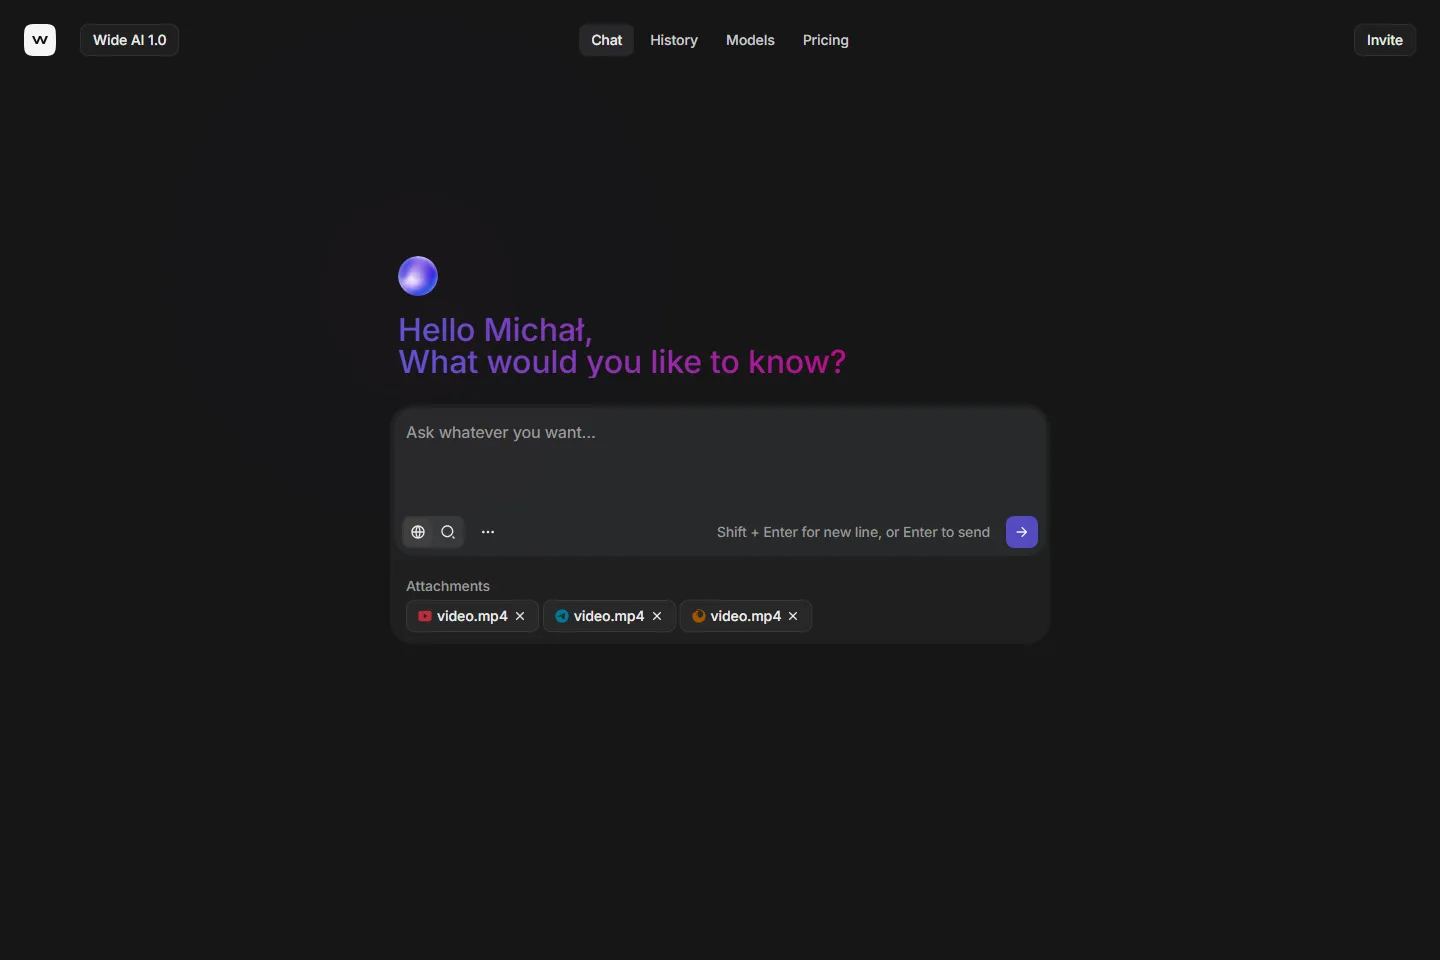 w
Wide AI 1.0
Chat
History
Models
Pricing
Invite
Hello Michał,
What would you like to know?
Ask whatever you want...
Shift + Enter for new line, or Enter to send
Attachments
video.mp4
video.mp4
video.mp4